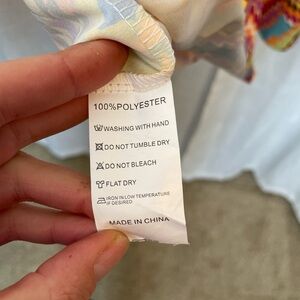 100%POLYESTER
WASHING WITH HAND
DO NOT TUMBLE DRY
DO NOT BLEACH
FLAT DRY
IRON IN LOW TEMPERATURE
IF DESIRED
MADE IN CHINA